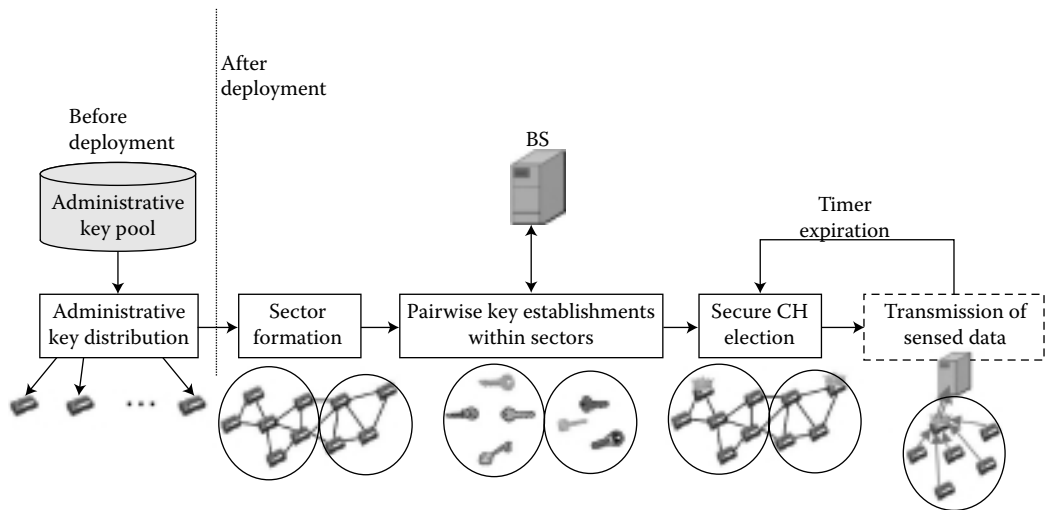 After
deployment
Before
deployment
BS
Administrative
key pool
Timer
expiration
Administrative
key distribution
Sector
formation
Pairwise key establishments
within sectors
Secure CH
election
Transmission of
sensed data